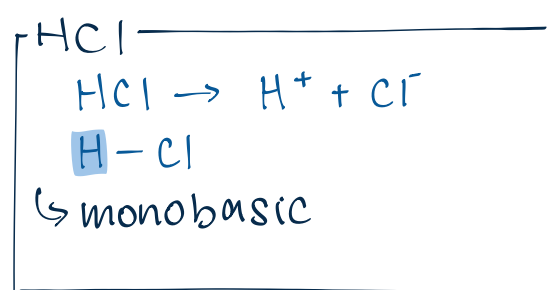 HCl
HCl → H⁺ + Cl⁻
H – Cl
↳ monobasic